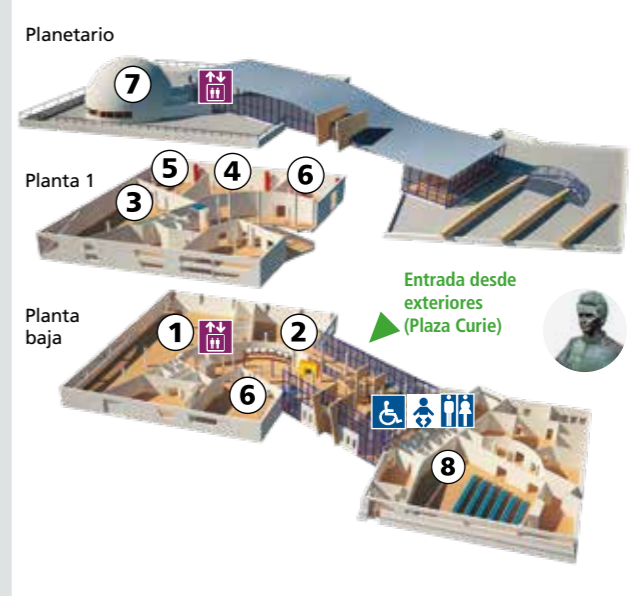 Planetario
7
5
4
6
Planta 1
3
Entrada desde
exteriores
(Plaza Curie)
Planta
baja
1
2
6
8